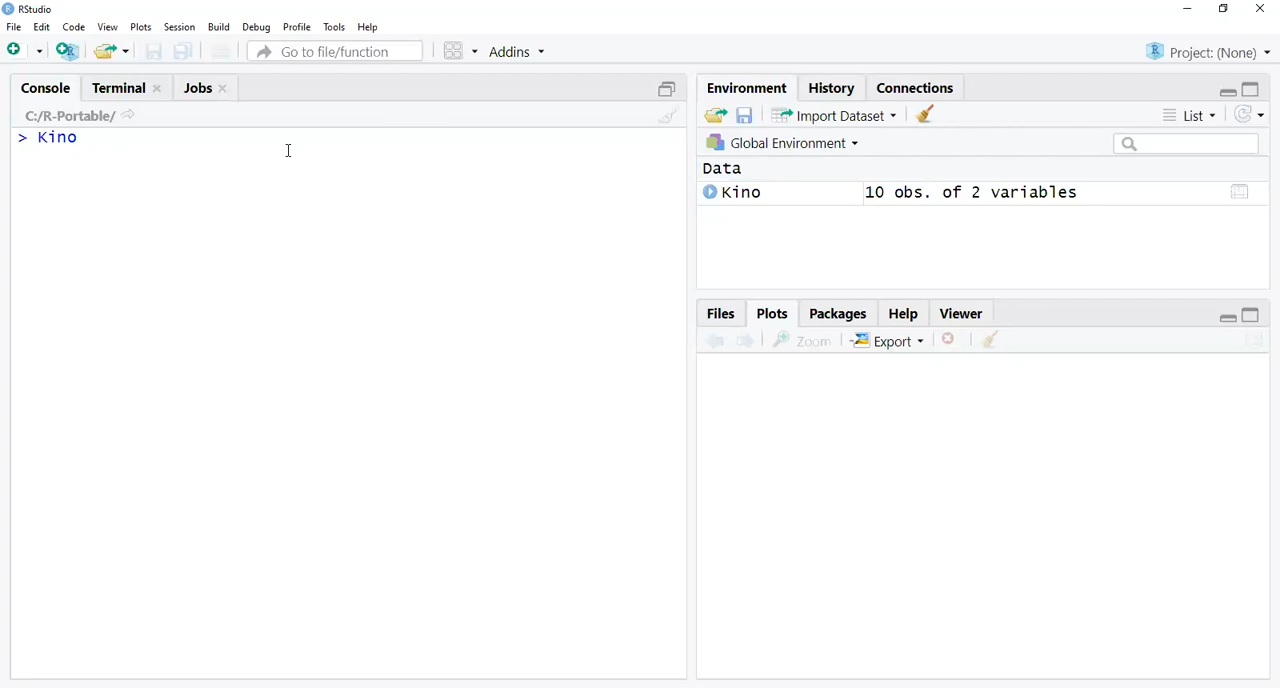 RStudio
File Edit Code View Plots Session Build Debug Profile Tools Help
Go to file/function Addins Project: (None)
Console Terminal Jobs
C:/R-Portable/
> Kino
Environment History Connections
Import Dataset List
Global Environment
Data
Kino 10 obs. of 2 variables
Files Plots Packages Help Viewer
Zoom Export